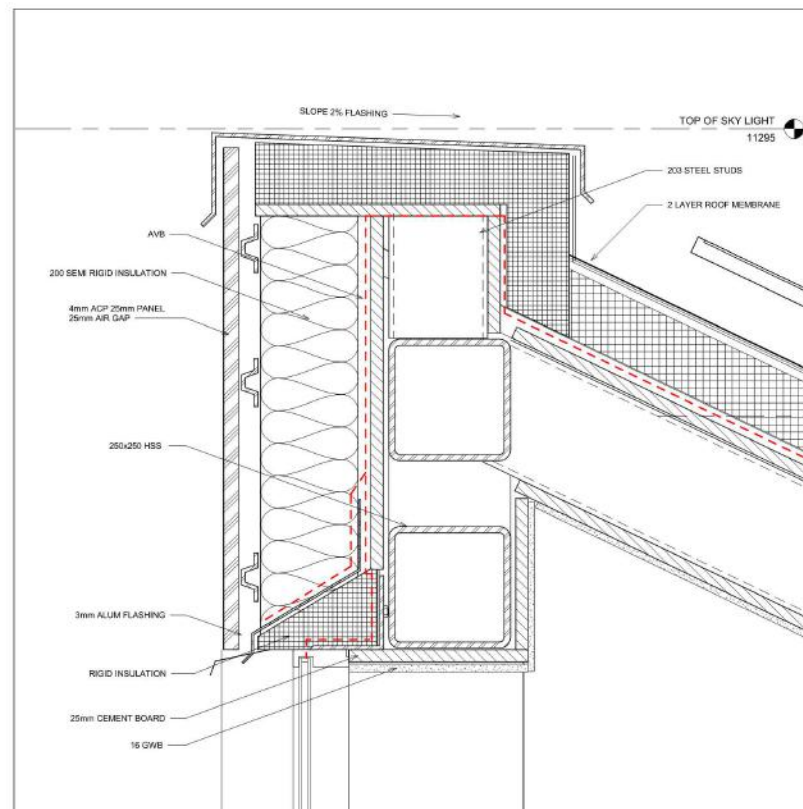 SLOPE 2% FLASHING
TOP OF SKY LIGHT
11295
203 STEEL STUDS
2 LAYER ROOF MEMBRANE
AVB
200 SEMI RIGID INSULATION
4mm ACP 25mm PANEL
25mm AIR GAP
250x250 HSS
3mm ALUM FLASHING
RIGID INSULATION
25mm CEMENT BOARD
16 GWB